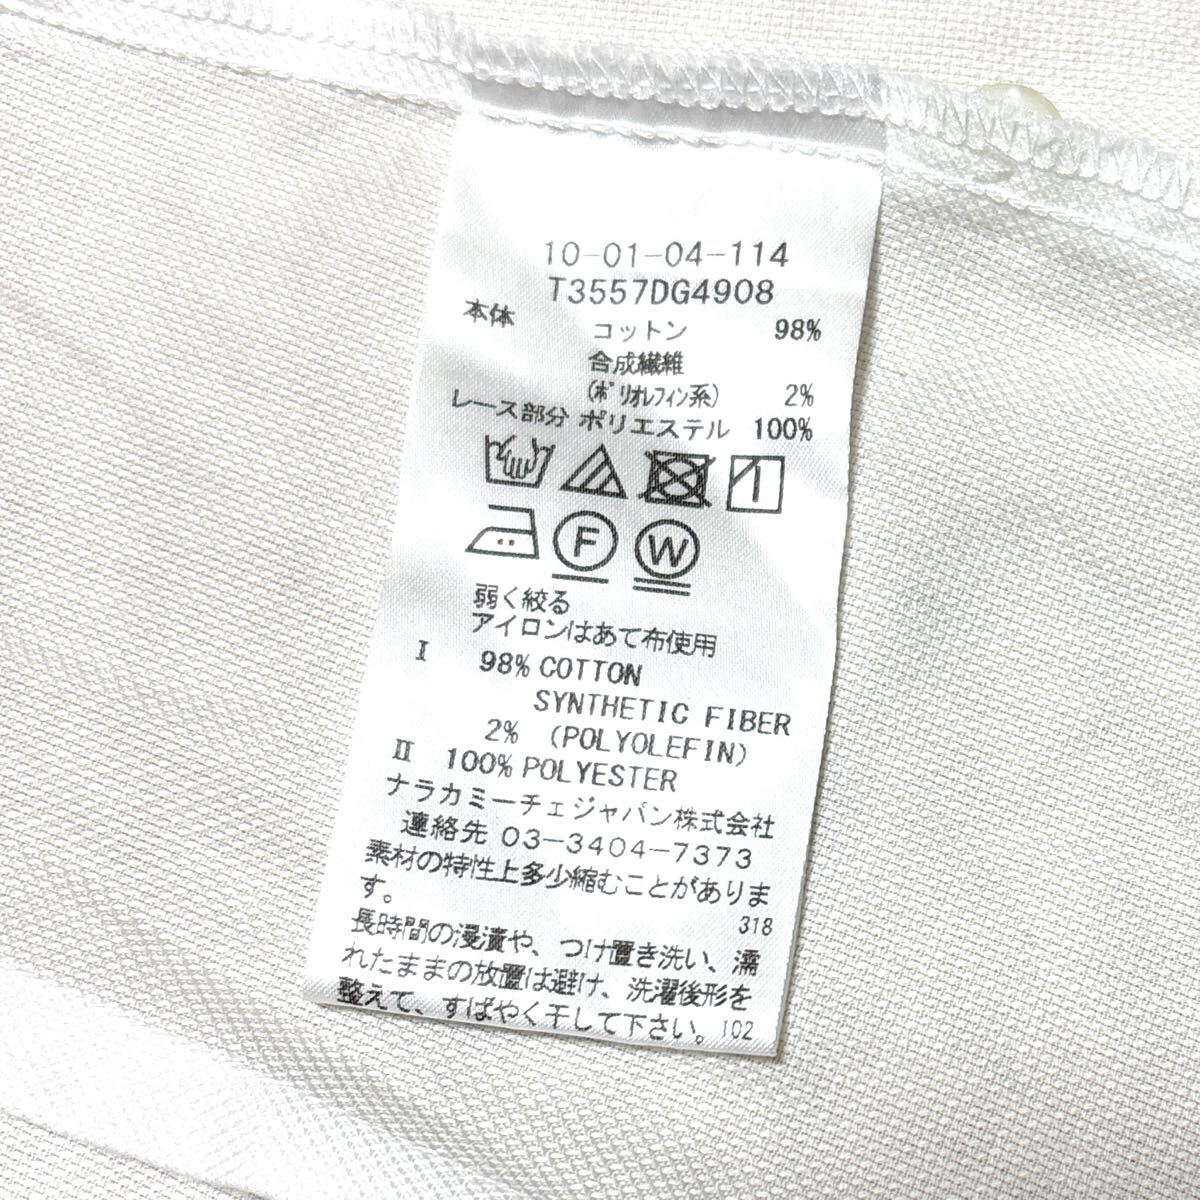 10-01-04-114
T3557DG4908
本体 コットン 98%
合成繊維
(ポリオレフィン系) 2%
レース部分 ポリエステル 100%
F W
弱く絞る
アイロンはあて布使用
Ⅰ 98% COTTON
SYNTHETIC FIBER
2% (POLYOLEFIN)
Ⅱ 100% POLYESTER
ナラカミーチェジャパン株式会社
連絡先 03-3404-7373
素材の特性上多少縮むことがありま
す。 318
長時間の浸漬や、つけ置き洗い、濡
れたままの放置は避け、洗濯後形を
整えて、すばやく干して下さい。102